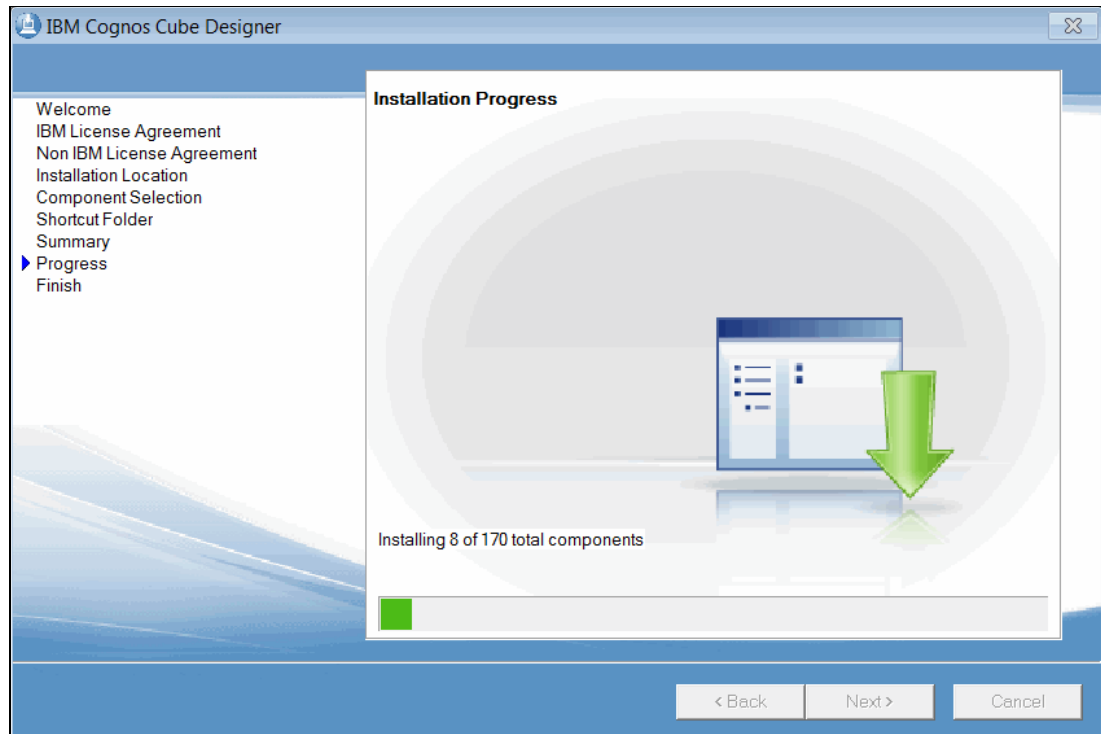 IBM Cognos Cube Designer
Welcome
IBM License Agreement
Non IBM License Agreement
Installation Location
Component Selection
Shortcut Folder
Summary
Progress
Finish
Installation Progress
Installing 8 of 170 total components
< Back
Next >
Cancel